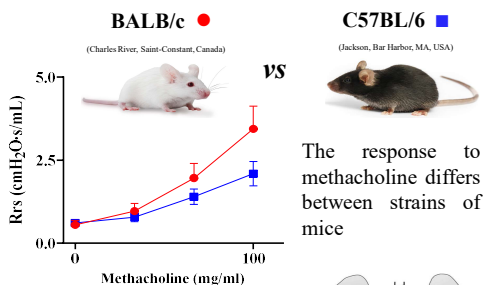 BALB/c
C57BL/6
(Charles River, Saint-Constant, Canada)
(Jackson, Bar Harbor, MA, USA)
vs
5.0
2.5
0.0
Rrs (cmH₂O·s/mL)
0
100
Methacholine (mg/ml)
The response to
methacholine differs
between strains of
mice